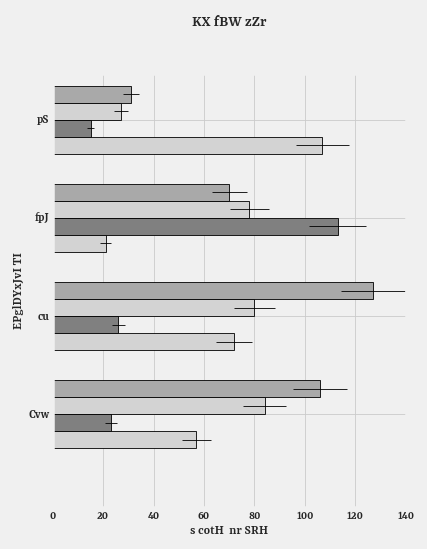 KX fBW zZr
pS
fpJ
cu
Cvw
EPglDYxJvI TI
0 20 40 60 80 100 120 140
s cotH nr SRH